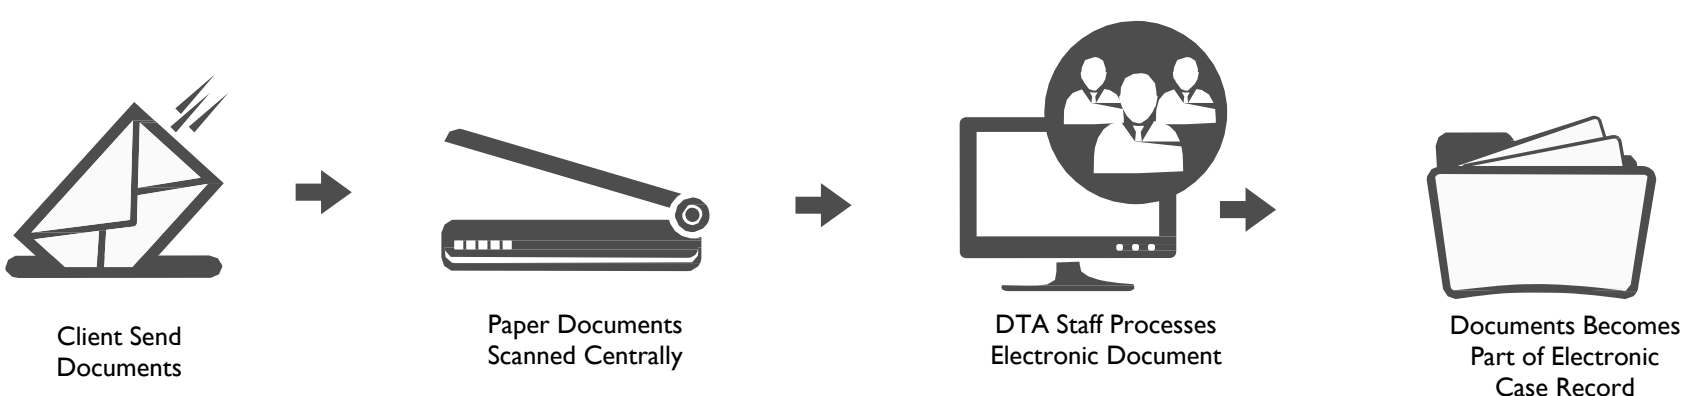 Client Send
Documents
Paper Documents
Scanned Centrally
DTA Staff Processes
Electronic Document
Documents Becomes
Part of Electronic
Case Record